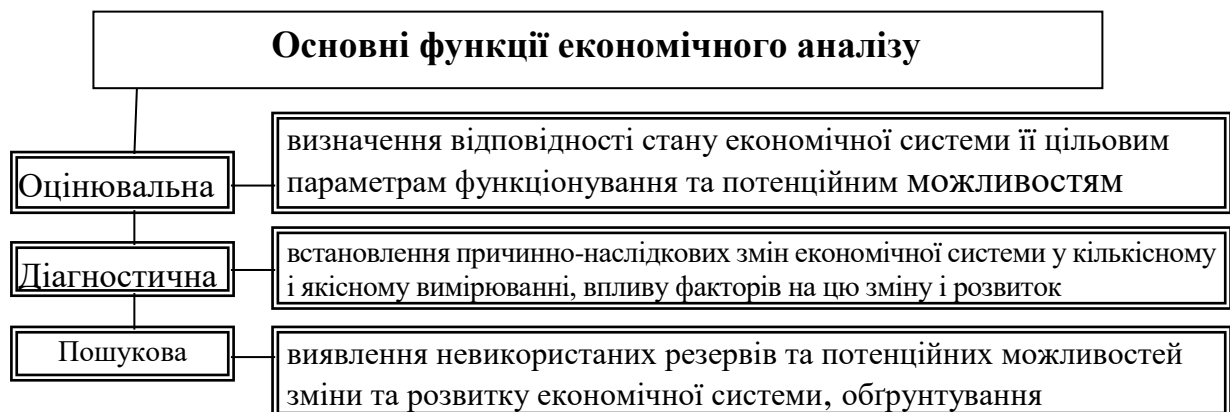 Основні функції економічного аналізу
визначення відповідності стану економічної системи її цільовим
Оцінювальна
параметрам функціонування та потенційним можливостям
встановлення причинно-наслідкових змін економічної системи у кількісному
Діагностична
і якісному вимірюванні, впливу факторів на цю зміну і розвиток
Пошукова
виявлення невикористаних резервів та потенційних можливостей
зміни та розвитку економічної системи, обґрунтування